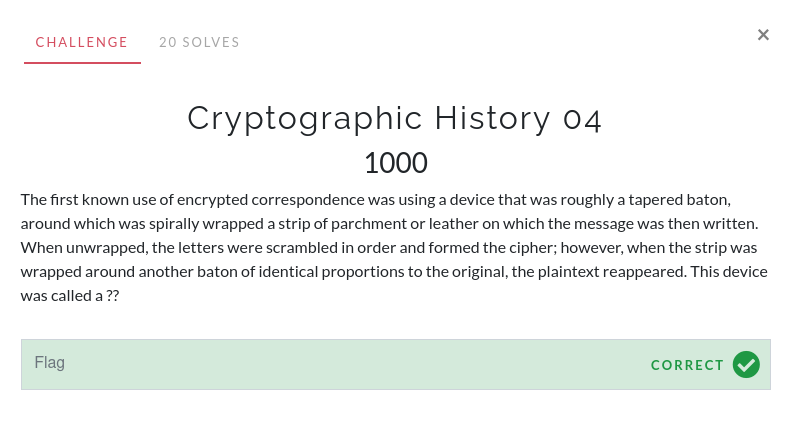 CHALLENGE 20 SOLVES ×
Cryptographic History 04
1000
The first known use of encrypted correspondence was using a device that was roughly a tapered baton,
around which was spirally wrapped a strip of parchment or leather on which the message was then written.
When unwrapped, the letters were scrambled in order and formed the cipher; however, when the strip was
wrapped around another baton of identical proportions to the original, the plaintext reappeared. This device
was called a ??
Flag CORRECT